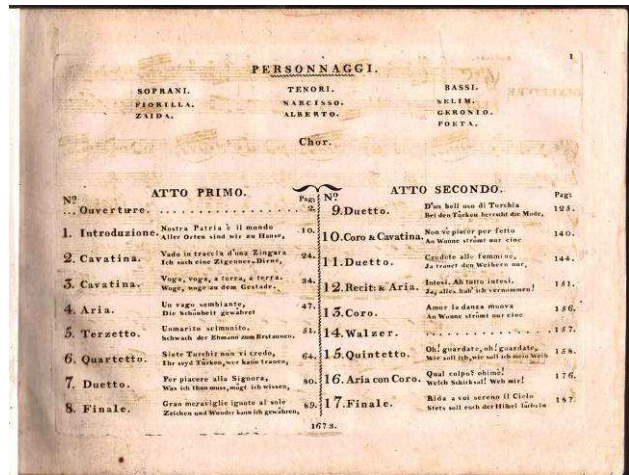 1
PERSONNAGGI.
SOPRANI.
FIORILLA.
ZAIDA.
TENORI.
NARCISSO.
ALBERTO.
BASSI.
SELIM.
GERONIO.
POETA.
Chor.
ATTO PRIMO.
Nº Pag:
... Ouverture. 2.
1. Introduzione. Nostra Patria è il mondo 10.
Aller Orten sind wir zu Hause,
2. Cavatina. Vado in traccia d'una Zingara 24.
Ich such eine Zigenner, Dirne,
3. Cavatina. Voga, voga, a terra, a terra. 34.
Woge, woge zu dem Gestade.
4. Aria. Un vago sembiante, 47.
Die Schönheit gewahret
5. Terzetto. Unmarito scimunito. 51.
Schwach der Ehmann zum Erstaunen.
6. Quartetto. Siete Turchi: non vi credo, 64.
Ihr seyd Türken, wer kann trauen,
7. Duetto. Per piacere alla Signora, 80.
Was ich thun muss, mögt ich wissen,
8. Finale. Gran meraviglie ignote al sole 89.
Zeichen und Wunder kann ich gewahren,
ATTO SECONDO.
Nº Pag:
9. Duetto. D'un bell uso di Turchia 125.
Bei den Türken herrscht die Mode,
10. Coro & Cavatina. per fetto 140.
An Wonne strömt nur eine
11. Duetto. Credete alle femmine, 144.
Ja trauet den Weibern nur,
12. Recit: & Aria. Intesi. Ah tutto intesi. 151.
Ja, alles hab' ich vernommen!
13. Coro. Amor la danza muova 156.
An Wonne strömt nur eine
14. Walzer. 157.
15. Quintetto. Oh! guardate, oh! guardate, 158.
Wie soll ich, wie soll ich mein Weib
16. Aria con Coro. Qual colpo? ohimè! 176.
Welch Schicksal! Weh mir!
17. Finale. Rida a voi sereno il Cielo 187.
Stets soll euch der Himel lächeln
1673.